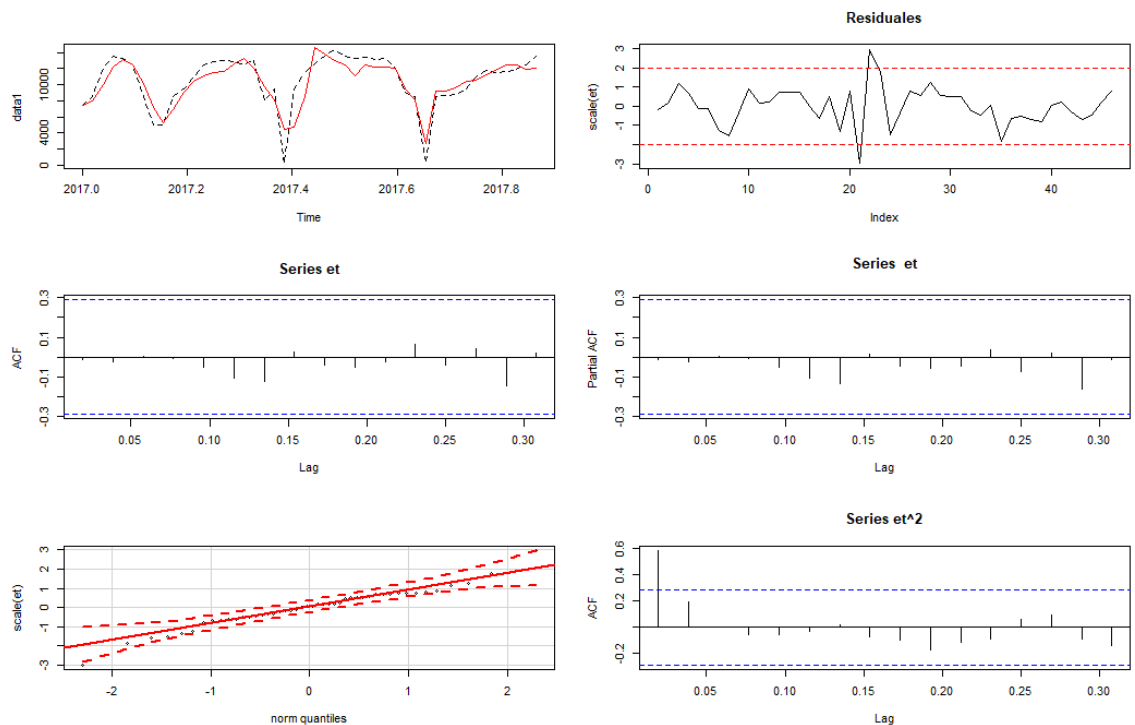 data1
0 4000 10000
2017.0 2017.2 2017.4 2017.6 2017.8
Time
Residuales
scale(et)
-3 -1 0 1 2 3
0 10 20 30 40
Index
Series et
ACF
-0.3 -0.1 0.1 0.3
0.05 0.10 0.15 0.20 0.25 0.30
Lag
Series et
Partial ACF
-0.3 -0.1 0.1 0.3
0.05 0.10 0.15 0.20 0.25 0.30
Lag
scale(et)
-3 -1 0 1 2 3
-2 -1 0 1 2
norm quantiles
Series et^2
ACF
-0.2 0.2 0.4 0.6
0.05 0.10 0.15 0.20 0.25 0.30
Lag